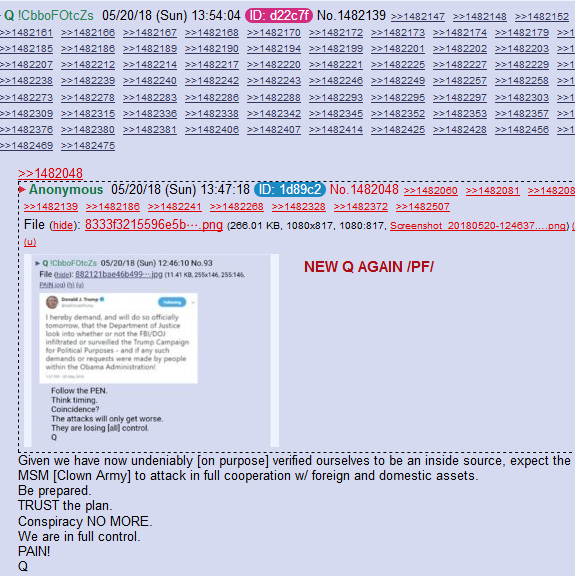 Q !CbboFOtcZs 05/20/18 (Sun) 13:54:04 ID: d22c7f No.1482139 >>1482147 >>1482148 >>1482152
>>1482161 >>1482166 >>1482167 >>1482168 >>1482170 >>1482172 >>1482173 >>1482174 >>1482179
>>1482185 >>1482186 >>1482189 >>1482190 >>1482194 >>1482199 >>1482201 >>1482202 >>1482203
>>1482207 >>1482212 >>1482214 >>1482217 >>1482220 >>1482221 >>1482225 >>1482227 >>1482229
>>1482238 >>1482239 >>1482240 >>1482242 >>1482243 >>1482246 >>1482249 >>1482257 >>1482258
>>1482273 >>1482278 >>1482283 >>1482286 >>1482288 >>1482293 >>1482295 >>1482297 >>1482303
>>1482309 >>1482315 >>1482336 >>1482338 >>1482342 >>1482345 >>1482352 >>1482353 >>1482357
>>1482376 >>1482380 >>1482381 >>1482406 >>1482407 >>1482414 >>1482425 >>1482428 >>1482456
>>1482469 >>1482475
>>1482048
Anonymous 05/20/18 (Sun) 13:47:18 ID: 1d89c2 No.1482048 >>1482060 >>1482081
>>1482139 >>1482186 >>1482241 >>1482268 >>1482328 >>1482372 >>1482507
File (hide): 8333f3215596e5b⋯.png (266.01 KB, 1080x817, 1080:817, Screenshot_20180520-124637….png) (
(u)
Q !CbboFOtcZs 05/20/18 (Sun) 12:46:10 No.93
File (hide): 882121bae46b499⋯.jpg (11.41 KB, 255x146, 255:146,
PAIN.jpg) (h) (u)
Donald J. Trump
Following
I hereby demand, and will do so officially
tomorrow, that the Department of Justice
look into whether or not the FBI/DOJ
infiltrated or surveilled the Trump Campaign
for Political Purposes - and if any such
demands or requests were made by people
within the Obama Administration!
Follow the PEN.
Think timing.
Coincidence?
The attacks will only get worse.
They are losing [all] control.
Q
NEW Q AGAIN /PF/
Given we have now undeniably [on purpose] verified ourselves to be an inside source, expect the
MSM [Clown Army] to attack in full cooperation w/ foreign and domestic assets.
Be prepared.
TRUST the plan.
Conspiracy NO MORE.
We are in full control.
PAIN!
Q